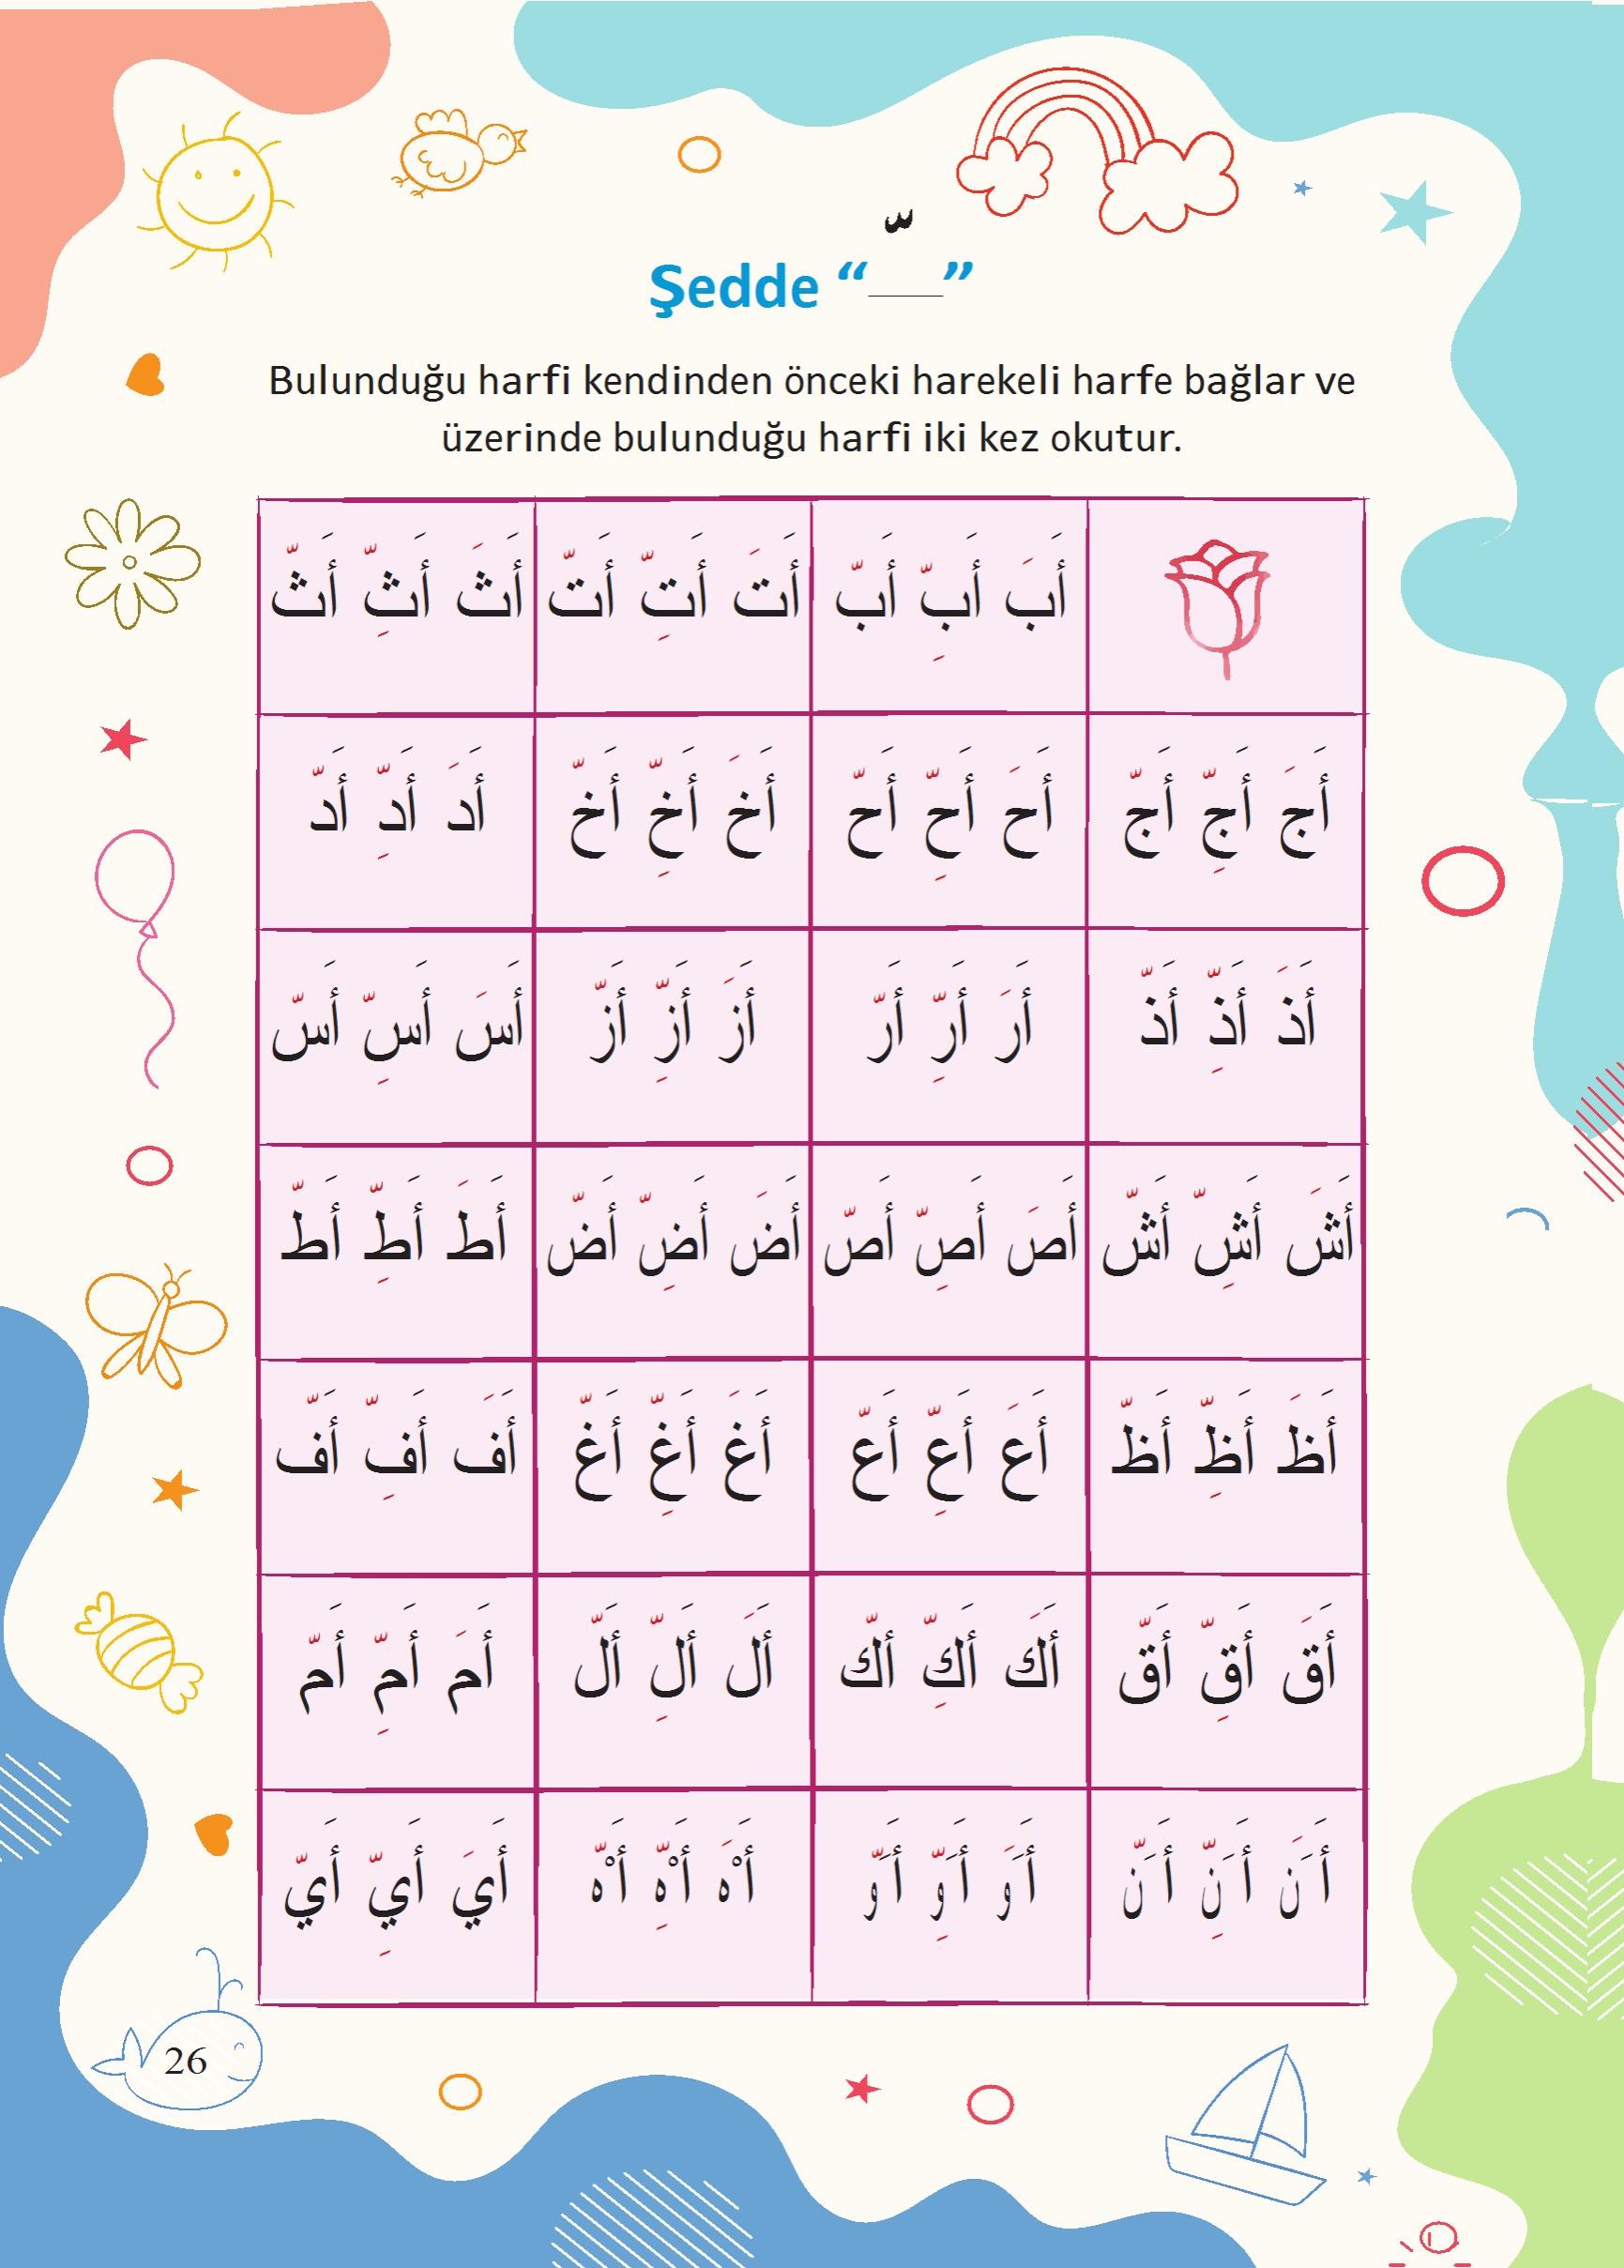 Şedde “ ـّـ ”
Bulunduğu harfi kendinden önceki harekeli harfe bağlar ve
üzerinde bulunduğu harfi iki kez okutur.
أَبَ أَبِّ أَبّ أَتَ أَتِّ أَتّ أَثَ أَثِّ أَثّ
أَجَ أَجِّ أَجّ أَحَ أَحِّ أَحّ أَخَ أَخِّ أَخّ أَدَ أَدِّ أَدّ
أَذَ أَذِّ أَذّ أَرَ أَرِّ أَرّ أَزَ أَزِّ أَزّ أَسَ أَسِّ أَسّ
أَشَ أَشِّ أَشّ أَصَ أَصِّ أَصّ أَضَ أَضِّ أَضّ أَطَ أَطِّ أَطّ
أَظَ أَظِّ أَظّ أَعَ أَعِّ أَعّ أَغَ أَغِّ أَغّ أَفَ أَفِّ أَفّ
أَقَ أَقِّ أَقّ أَكَ أَكِّ أَكّ أَلَ أَلِّ أَلّ أَمَ أَمِّ أَمّ
أَنَ أَنِّ أَنّ أَوَ أَوِّ أَوّ أَهَ أَهِّ أَهّ أَيَ أَيِّ أَيّ
26